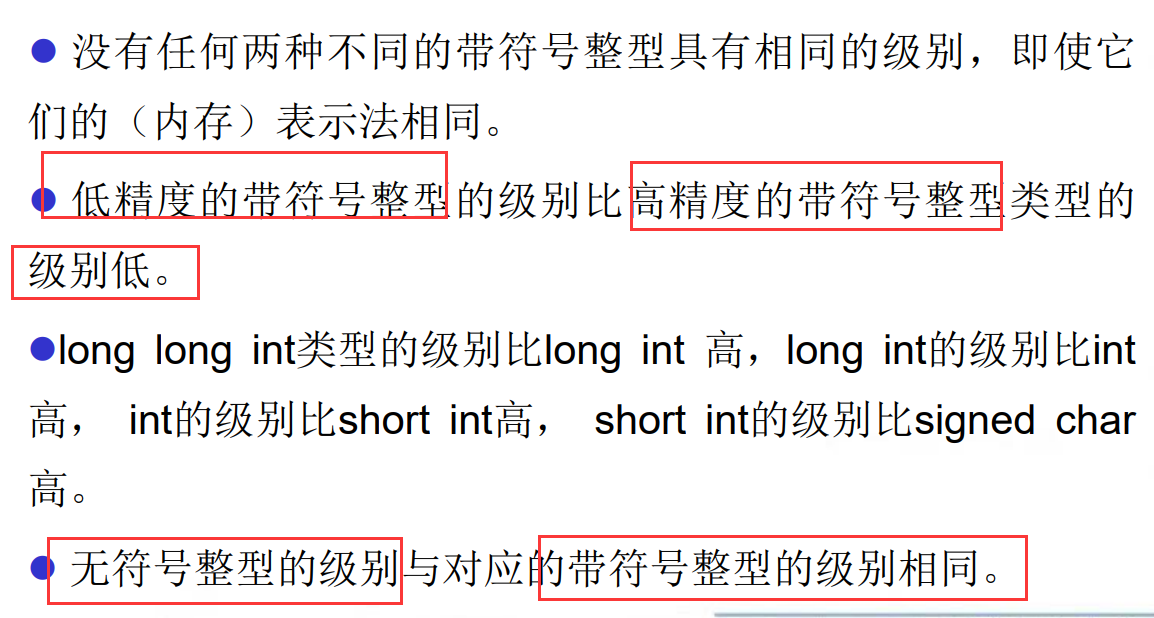 ● 没有任何两种不同的带符号整型具有相同的级别，即使它
们的（内存）表示法相同。
● 低精度的带符号整型的级别比高精度的带符号整型类型的
级别低。
●long long int类型的级别比long int 高，long int的级别比int
高， int的级别比short int高， short int的级别比signed char
高。
● 无符号整型的级别与对应的带符号整型的级别相同。